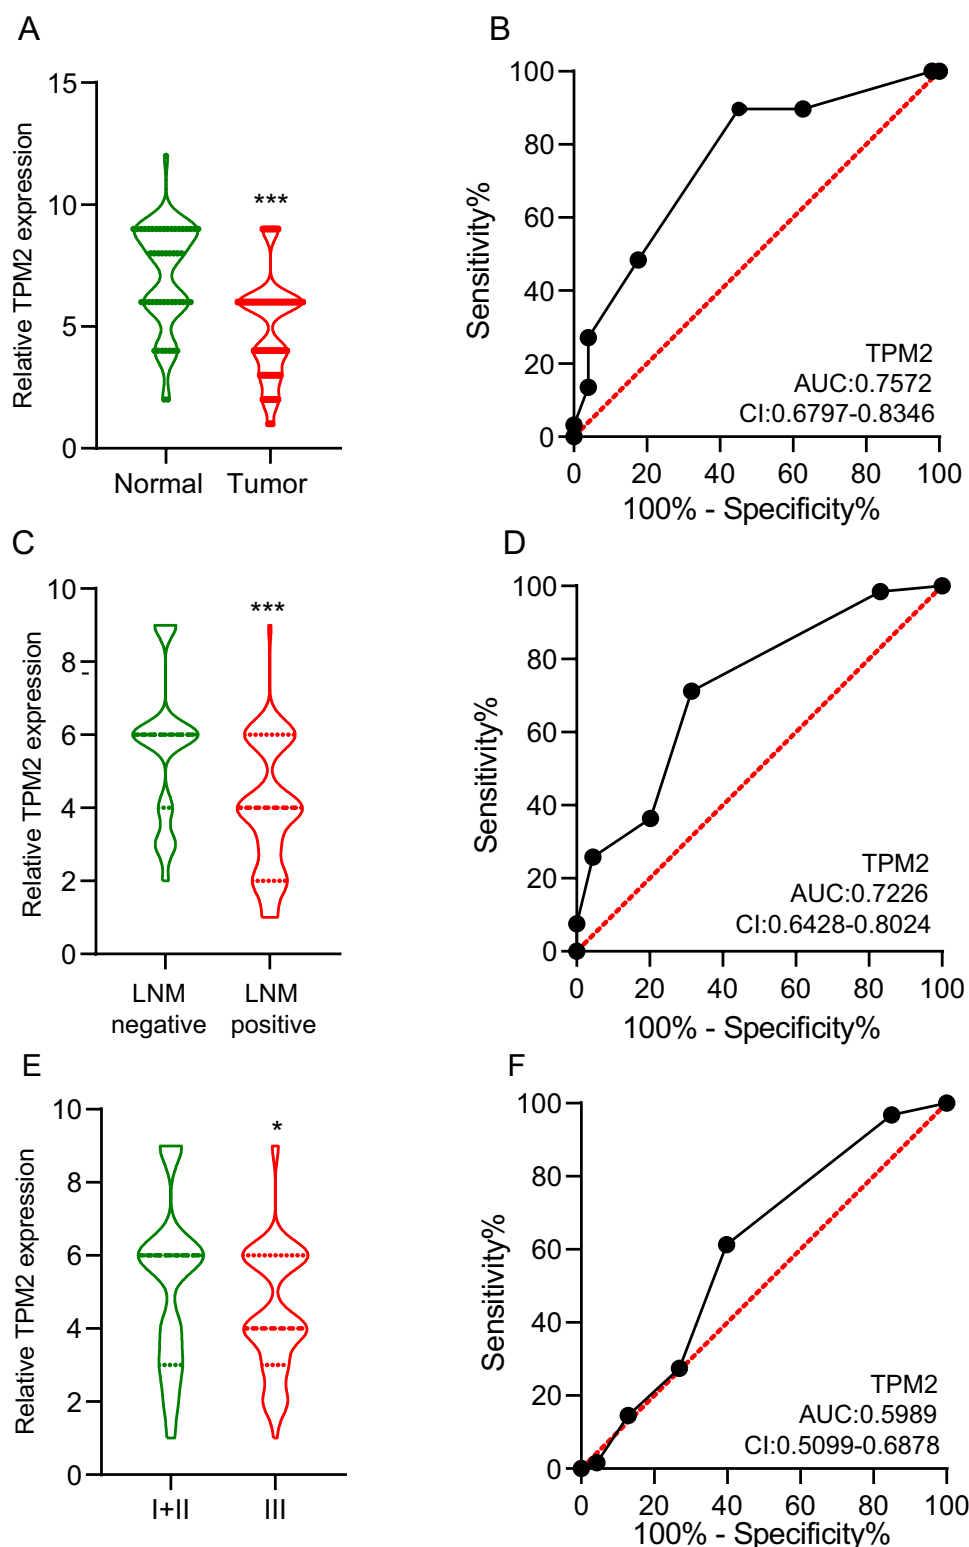 A
Relative TPM2 expression
15
10
5
0
***
Normal Tumor
B
Sensitivity%
100
80
60
40
20
0
TPM2
AUC:0.7572
CI:0.6797-0.8346
0 20 40 60 80 100
100% - Specificity%
C
Relative TPM2 expression
10
8
6
4
2
0
***
LNM negative
LNM positive
D
Sensitivity%
100
80
60
40
20
0
TPM2
AUC:0.7226
CI:0.6428-0.8024
0 20 40 60 80 100
100% - Specificity%
E
Relative TPM2 expression
10
8
6
4
2
0
*
I+II III
F
Sensitivity%
100
80
60
40
20
0
TPM2
AUC:0.5989
CI:0.5099-0.6878
0 20 40 60 80 100
100% - Specificity%